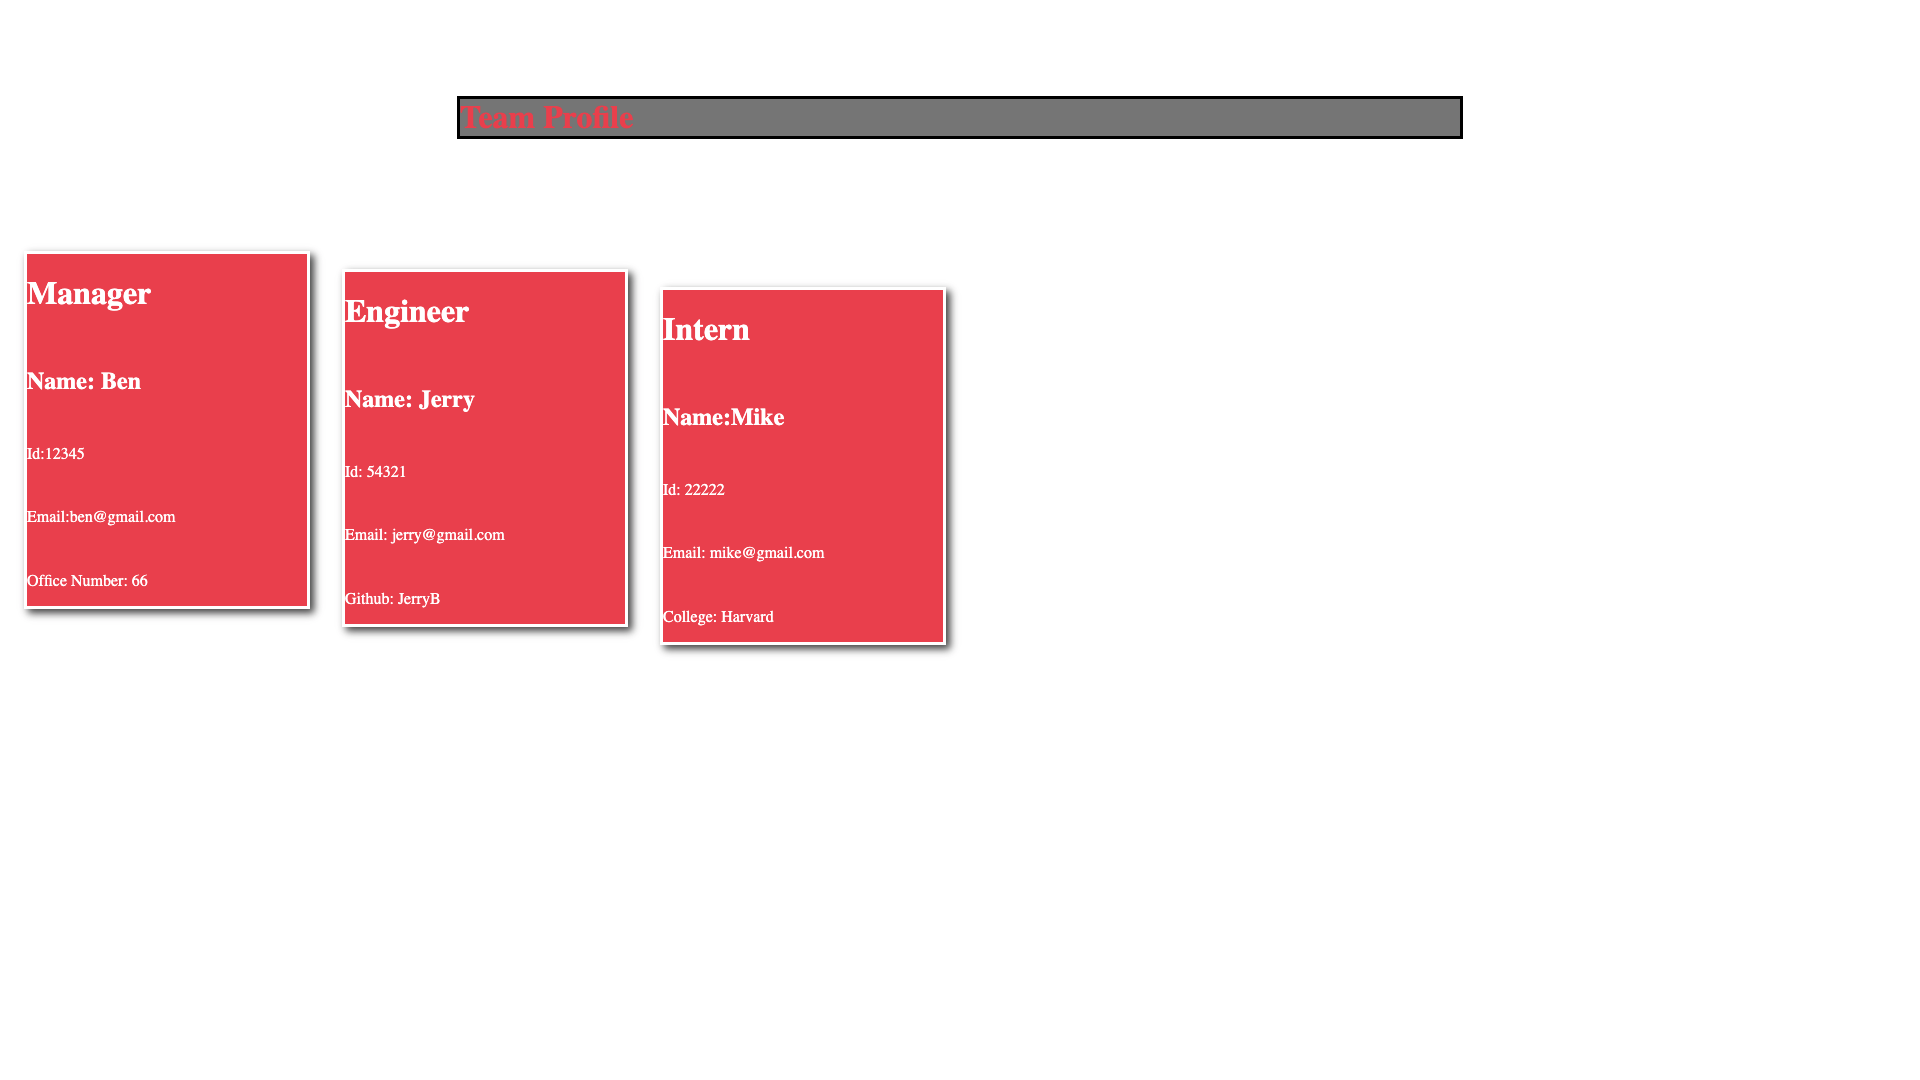 Team Profile
Manager
Name: Ben
Id:12345
Email:ben@gmail.com
Office Number: 66
Engineer
Name: Jerry
Id: 54321
Email: jerry@gmail.com
Github: JerryB
Intern
Name:Mike
Id: 22222
Email: mike@gmail.com
College: Harvard